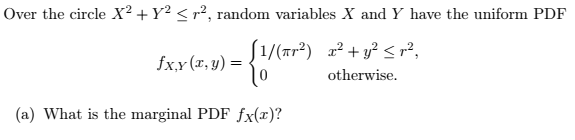 Over the circle X² + Y² ≤ r², random variables X and Y have the uniform PDF
f_{X,Y}(x, y) = { 1/(πr²)  x² + y² ≤ r²,
0  otherwise.
(a) What is the marginal PDF f_X(x)?